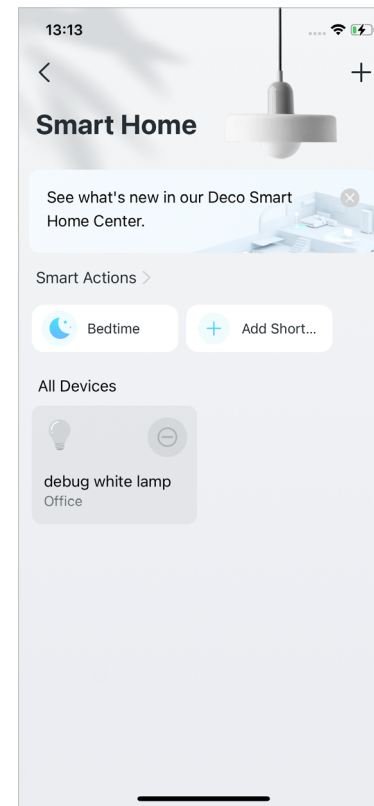 13:13
Smart Home
See what's new in our Deco Smart
Home Center.
Smart Actions
Bedtime
Add Short...
All Devices
debug white lamp
Office